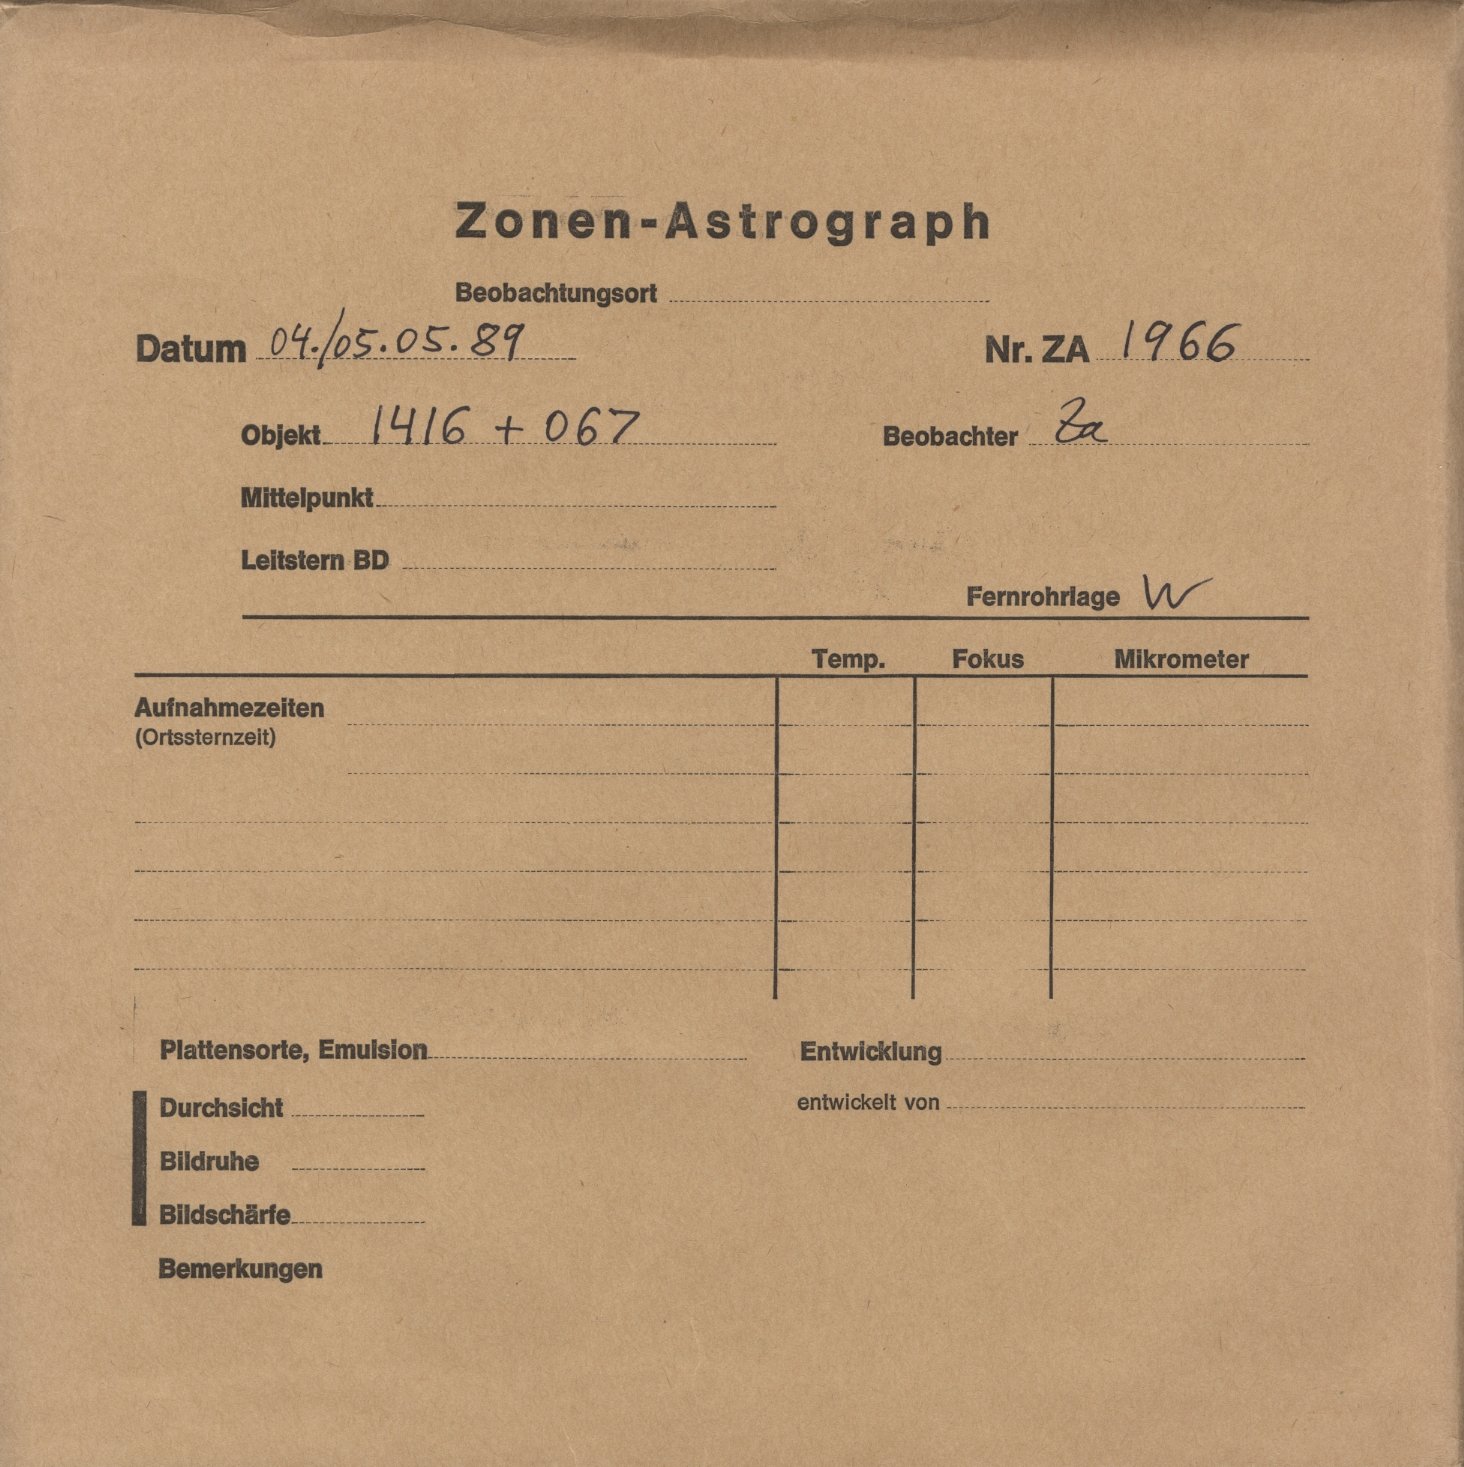 Zonen-Astrograph
Beobachtungsort
Datum 04./05.05.89 Nr. ZA 1966
Objekt 1416 + 067 Beobachter Za
Mittelpunkt
Leitstern BD
Fernrohrlage W
Temp. Fokus Mikrometer
Aufnahmezeiten
(Ortssternzeit)
Plattensorte, Emulsion Entwicklung
Durchsicht entwickelt von
Bildruhe
Bildschärfe
Bemerkungen